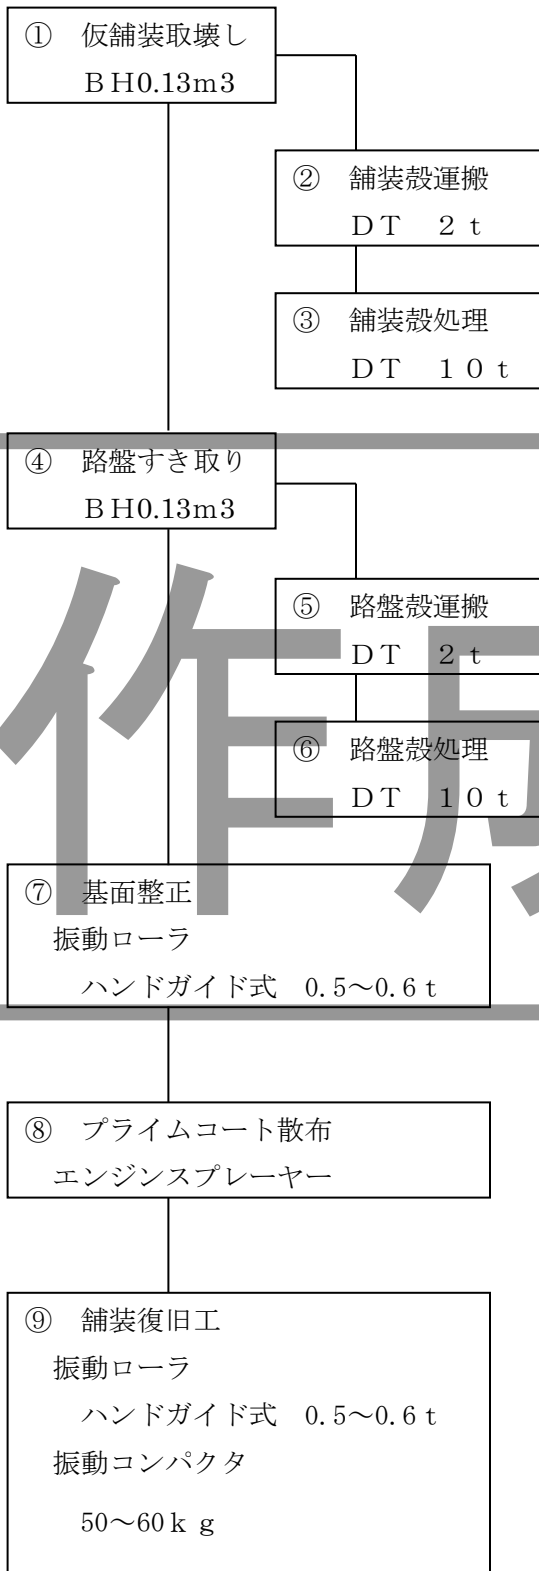 ① 仮舗装取壊し
ＢＨ0.13m3
② 舗装殻運搬
ＤＴ ２ｔ
③ 舗装殻処理
ＤＴ １０ｔ
④ 路盤すき取り
ＢＨ0.13m3
⑤ 路盤殻運搬
ＤＴ ２ｔ
⑥ 路盤殻処理
ＤＴ １０ｔ
⑦ 基面整正
振動ローラ
ハンドガイド式 0.5～0.6ｔ
⑧ プライムコート散布
エンジンスプレーヤー
⑨ 舗装復旧工
振動ローラ
ハンドガイド式 0.5～0.6ｔ
振動コンパクタ
50～60ｋｇ
作成